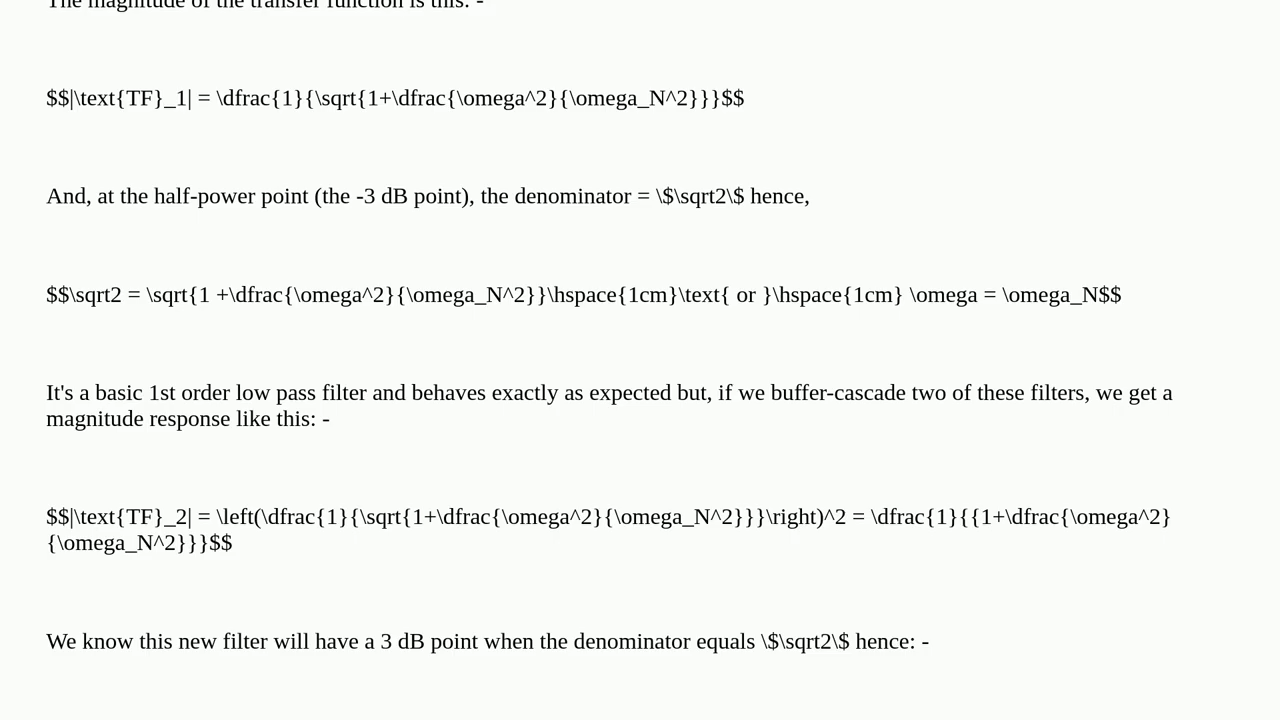 The magnitude of the transfer function is this: -
$$|\text{TF}_1| = \dfrac{1}{\sqrt{1+\dfrac{\omega^2}{\omega_N^2}}}$$
And, at the half-power point (the -3 dB point), the denominator = \$\sqrt2\$ hence,
$$\sqrt2 = \sqrt{1 +\dfrac{\omega^2}{\omega_N^2}}\hspace{1cm}\text{ or }\hspace{1cm} \omega = \omega_N$$
It's a basic 1st order low pass filter and behaves exactly as expected but, if we buffer-cascade two of these filters, we get a
magnitude response like this: -
$$|\text{TF}_2| = \left(\dfrac{1}{\sqrt{1+\dfrac{\omega^2}{\omega_N^2}}}\right)^2 = \dfrac{1}{{1+\dfrac{\omega^2}
{\omega_N^2}}}$$
We know this new filter will have a 3 dB point when the denominator equals \$\sqrt2\$ hence: -